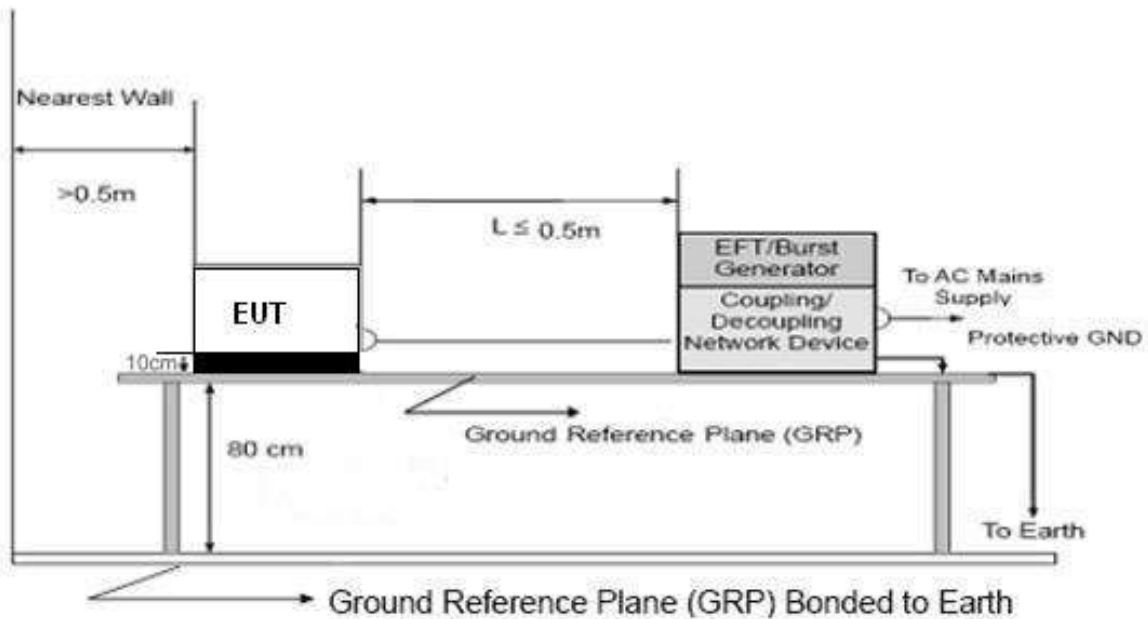 Nearest Wall
>0.5m
L ≤ 0.5m
EFT/Burst
Generator
To AC Mains
Supply
EUT
Coupling/
Decoupling
Network Device
Protective GND
10cm
Ground Reference Plane (GRP)
80 cm
To Earth
Ground Reference Plane (GRP) Bonded to Earth